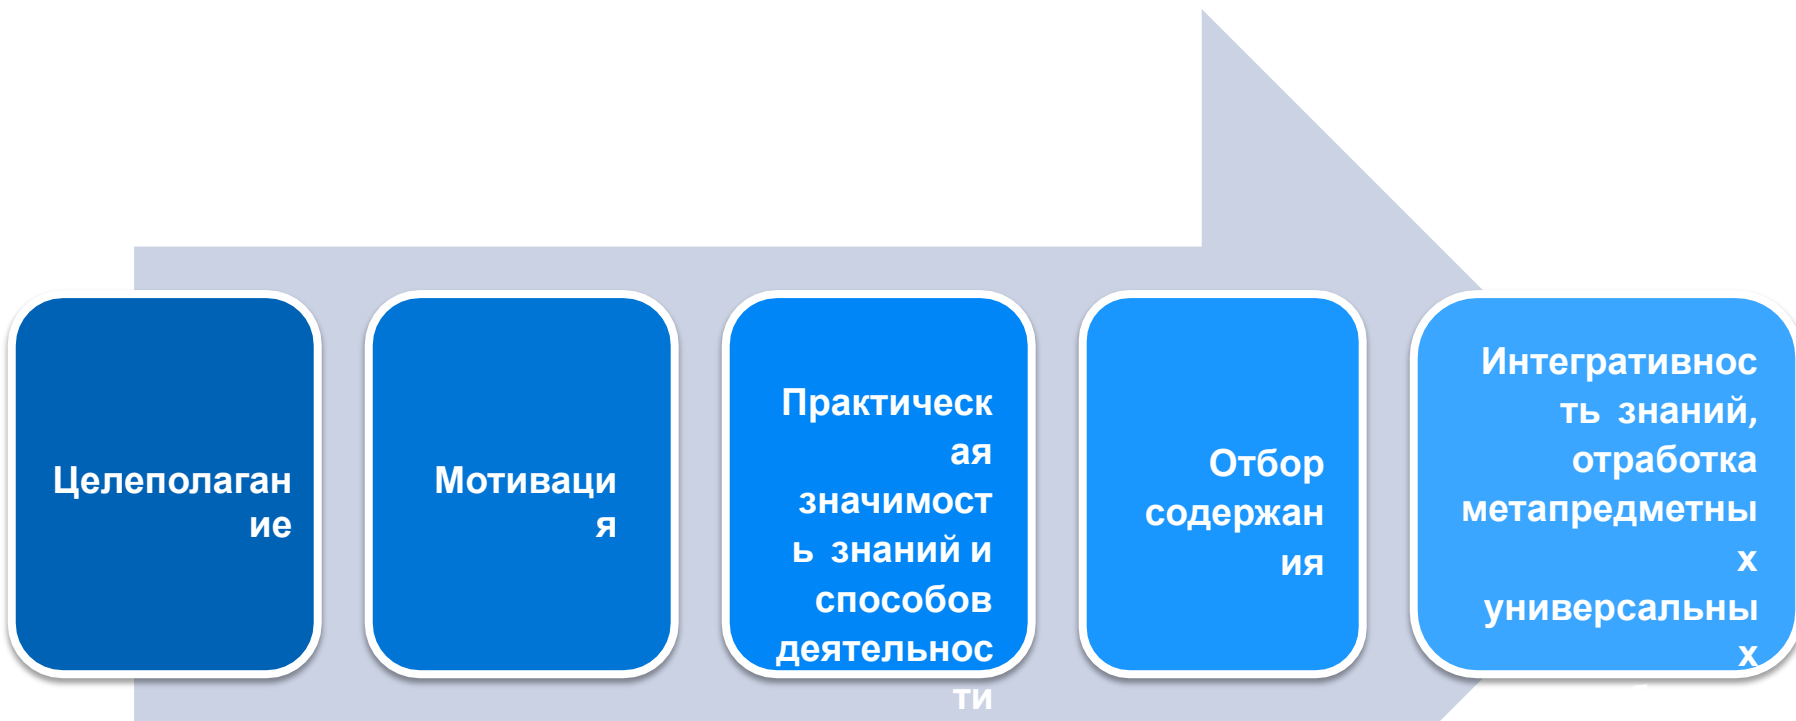 Целеполаган
ие
Мотиваци
я
Практическ
ая
значимост
ь знаний и
способов
деятельнос
ти
Отбор
содержан
ия
Интегративнос
ть знаний,
отработка
метапредметны
х
универсальны
х